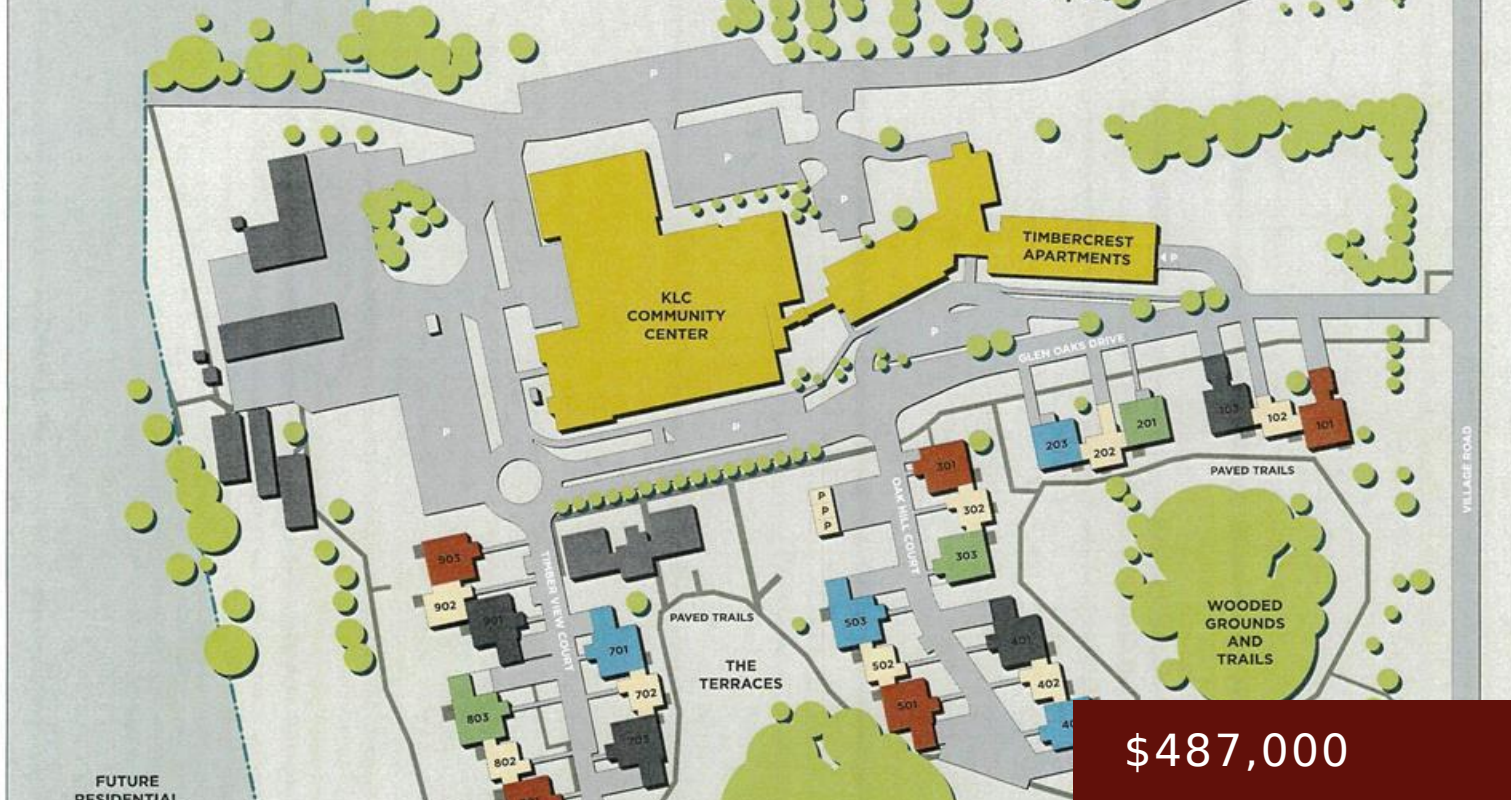 P
P
P
TIMBERCREST
APARTMENTS
P
KLC
COMMUNITY
CENTER
P
GLEN OAKS DRIVE
103
102
101
203
202
201
P
P
PAVED TRAILS
VILLAGE ROAD
301
302
303
OAK HILL COURT
P
P
P
903
902
901
TIMBER VIEW COURT
701
702
703
PAVED TRAILS
THE
TERRACES
503
502
501
401
402
WOODED
GROUNDS
AND
TRAILS
803
802
FUTURE
RESIDENTIAL
$487,000